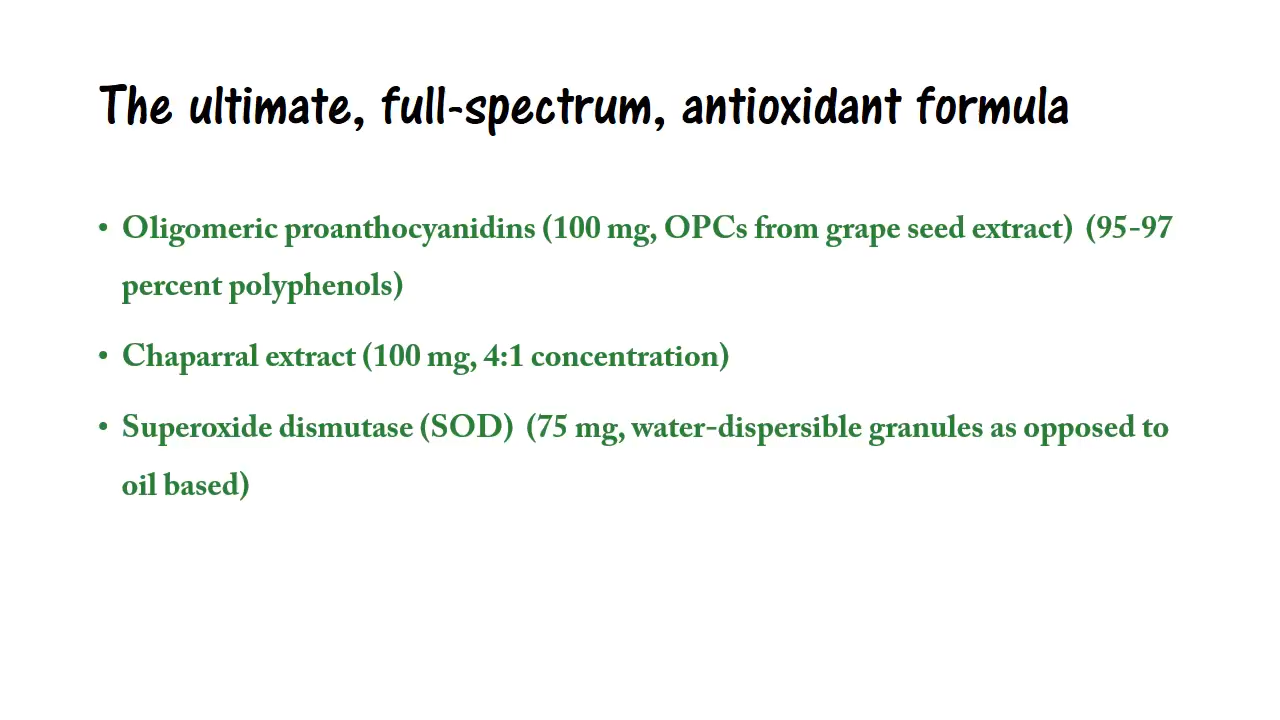 The ultimate, full-spectrum, antioxidant formula
• Oligomeric proanthocyanidins (100 mg, OPCs from grape seed extract) (95-97
percent polyphenols)
• Chaparral extract (100 mg, 4:1 concentration)
• Superoxide dismutase (SOD) (75 mg, water-dispersible granules as opposed to
oil based)